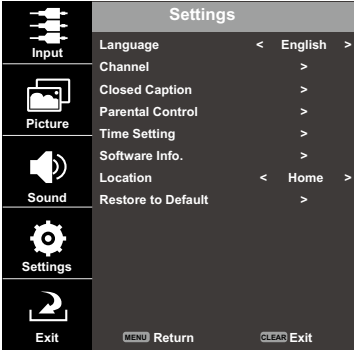 Settings
Input
Picture
Sound
Settings
Exit
Language < English >
Channel >
Closed Caption >
Parental Control >
Time Setting >
Software Info. >
Location < Home >
Restore to Default >
MENU Return CLEAR Exit